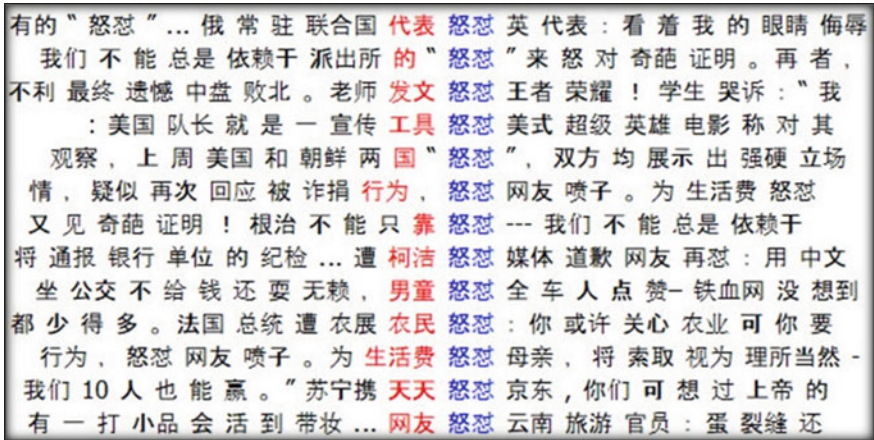 有的 “ 怒怼 ” ... 俄 常 驻 联合国 代表 怒怼 英 代表 : 看 着 我 的 眼睛 侮辱
我们 不 能 总是 依赖于 派出所 的 “ 怒怼 ” 来 怒 对 奇葩 证明 。 再 者 ,
不利 最终 遗憾 中盘 败北 。 老师 发文 怒怼 王者 荣耀 ! 学生 哭诉 : “ 我
: 美国 队长 就 是 一 宣传 工具 怒怼 美式 超级 英雄 电影 称 对 其
观察 , 上 周 美国 和 朝鲜 两 国 “ 怒怼 ” , 双方 均 展示 出 强硬 立场
情 , 疑似 再次 回应 被 诈捐 行为 , 怒怼 网友 喷子 。 为 生活费 怒怼
又 见 奇葩 证明 ! 根治 不 能 只 靠 怒怼 --- 我们 不 能 总是 依赖于
将 通报 银行 单位 的 纪检 ... 遭 柯洁 怒怼 媒体 道歉 网友 再怼 : 用 中文
坐 公交 不 给 钱 还 耍 无赖 , 男童 怒怼 全 车 人 点 赞– 铁血网 没 想到
都 少 得 多 。 法国 总统 遭 农展 农民 怒怼 : 你 或许 关心 农业 可 你 要
行为 , 怒怼 网友 喷子 。 为 生活费 怒怼 母亲 , 将 索取 视为 理所当然 -
我们 10 人 也 能 赢 。 ” 苏宁携 天天 怒怼 京东 , 你们 可 想 过 上帝 的
有 一 打 小品 会 活 到 带妆 ... 网友 怒怼 云南 旅游 官员 : 蛋 裂缝 还